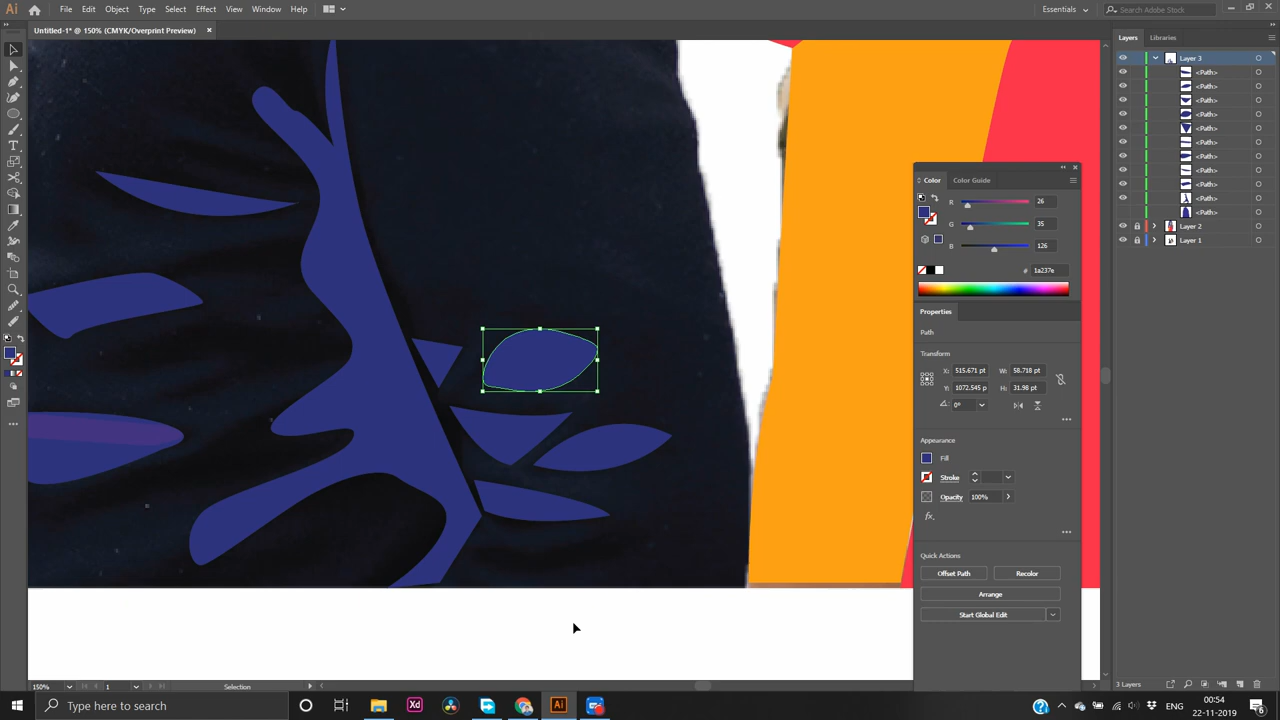 Ai File Edit Object Type Select Effect View Window Help Essentials Search Adobe Stock
Untitled-1* @ 150% (CMYK/Overprint Preview) ×
Layers Libraries
Layer 3
<Path>
<Path>
<Path>
<Path>
<Path>
<Path>
<Path>
<Path>
<Path>
<Path>
<Path>
Layer 2
Layer 1
Color Color Guide
R 26
G 35
B 126
# 1a237e
Properties
Path
Transform
X: 515.671 pt W: 58.718 pt
Y: 1072.545 p H: 31.98 pt
0°
Appearance
Fill
Stroke
Opacity 100%
fx.
Quick Actions
Offset Path Recolor
Arrange
Start Global Edit
150% 1 Selection
3 Layers
Type here to search
Xd Ai
ENG 00:54
22-11-2019
6